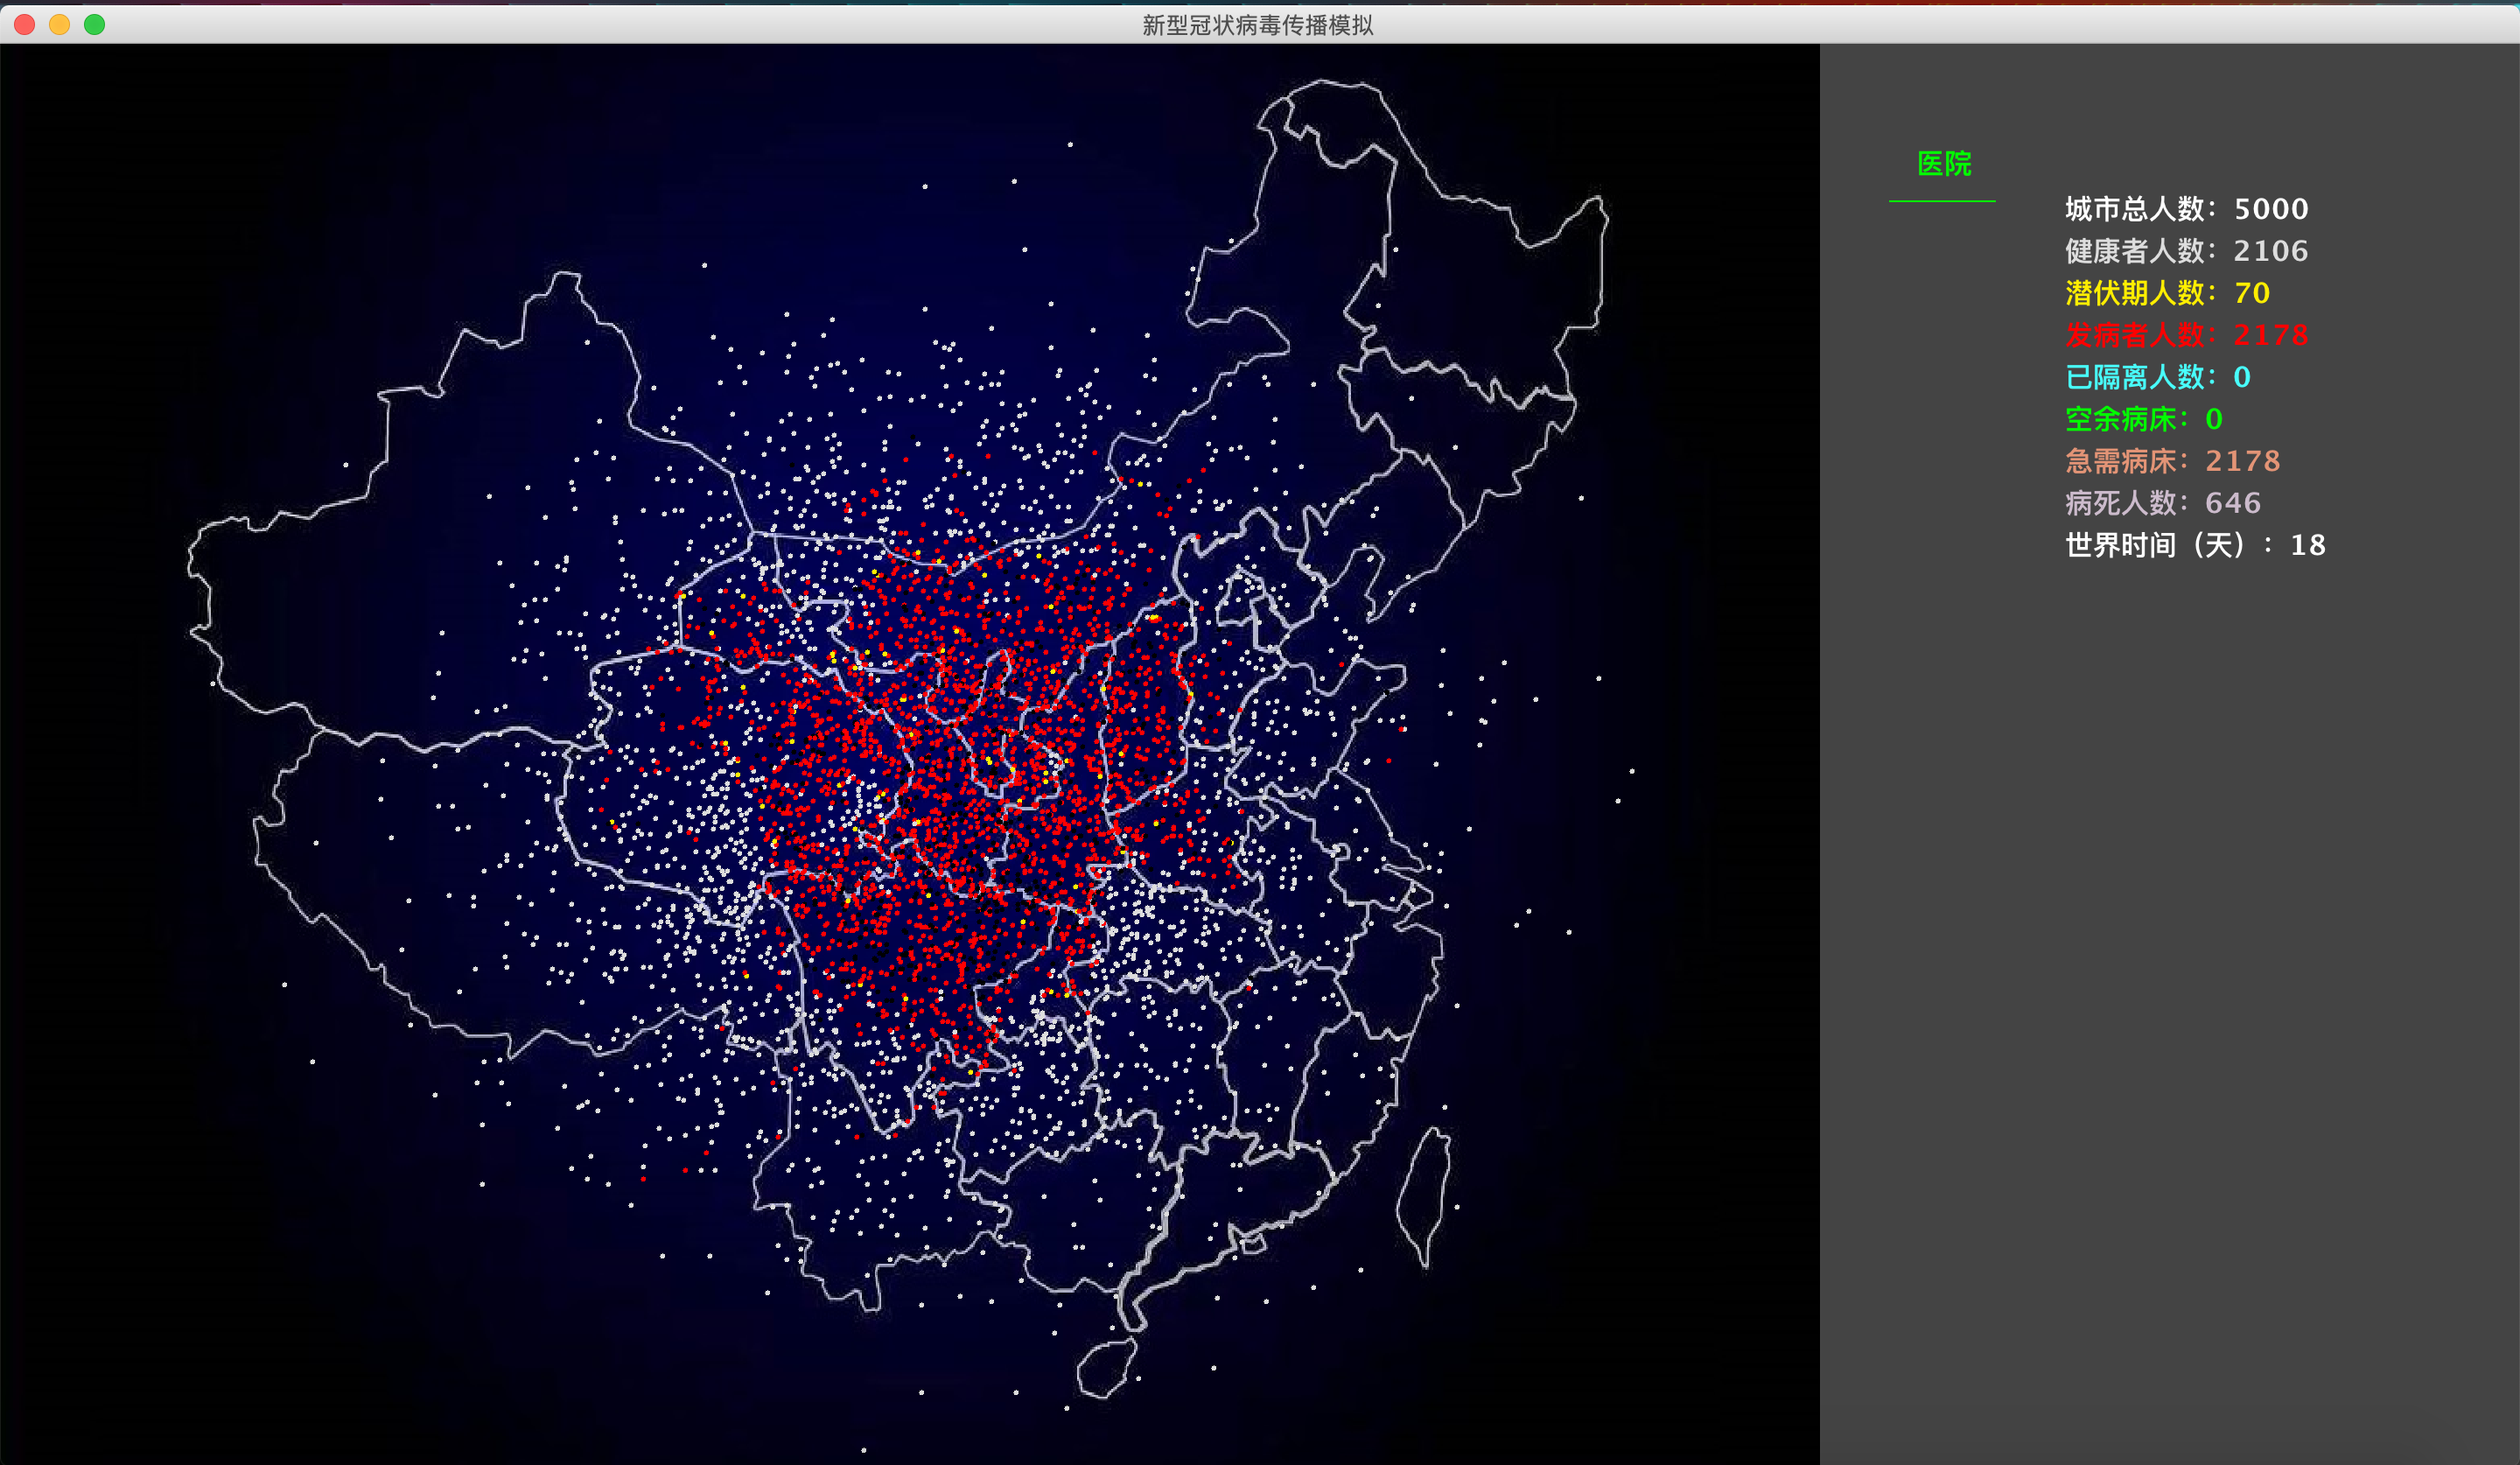 新型冠状病毒传播模拟
医院
城市总人数：5000
健康者人数：2106
潜伏期人数：70
发病者人数：2178
已隔离人数：0
空余病床：0
急需病床：2178
病死人数：646
世界时间（天）：18